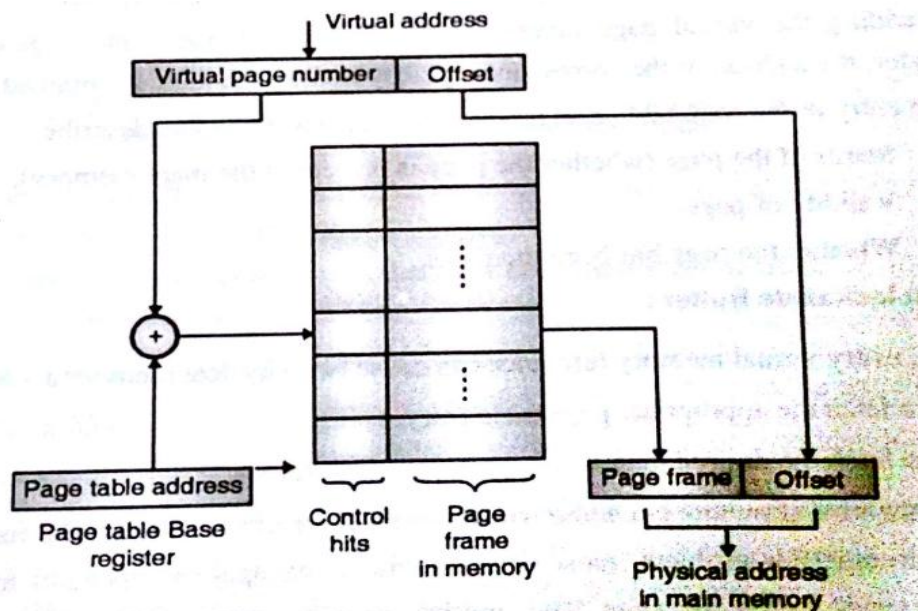 Virtual address
Virtual page number Offset
+
Page table address
Page table Base
register
Control
hits
Page
frame
in memory
Page frame Offset
Physical address
in main memory